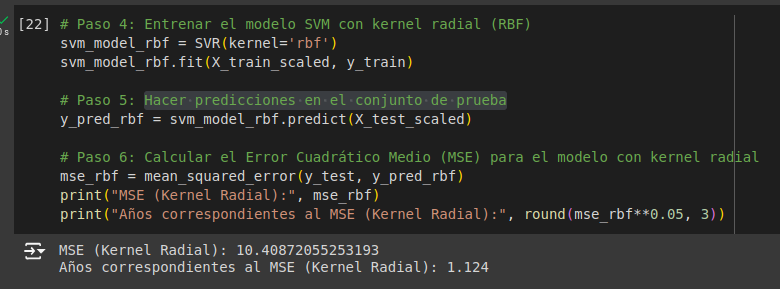 [22] # Paso 4: Entrenar el modelo SVM con kernel radial (RBF)
svm_model_rbf = SVR(kernel='rbf')
svm_model_rbf.fit(X_train_scaled, y_train)
# Paso 5: Hacer predicciones en el conjunto de prueba
y_pred_rbf = svm_model_rbf.predict(X_test_scaled)
# Paso 6: Calcular el Error Cuadrático Medio (MSE) para el modelo con kernel radial
mse_rbf = mean_squared_error(y_test, y_pred_rbf)
print("MSE (Kernel Radial):", mse_rbf)
print("Años correspondientes al MSE (Kernel Radial):", round(mse_rbf**0.05, 3))
MSE (Kernel Radial): 10.40872055253193
Años correspondientes al MSE (Kernel Radial): 1.124